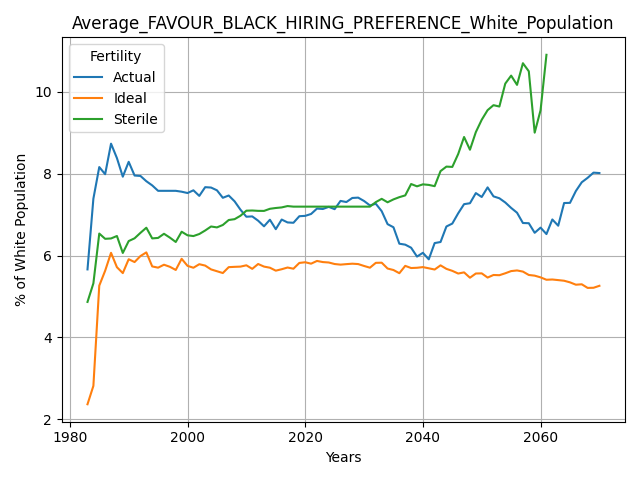 Average_FAVOUR_BLACK_HIRING_PREFERENCE_White_Population
Fertility
Actual
Ideal
Sterile
% of White Population
10
8
6
4
2
1980
2000
2020
2040
2060
Years